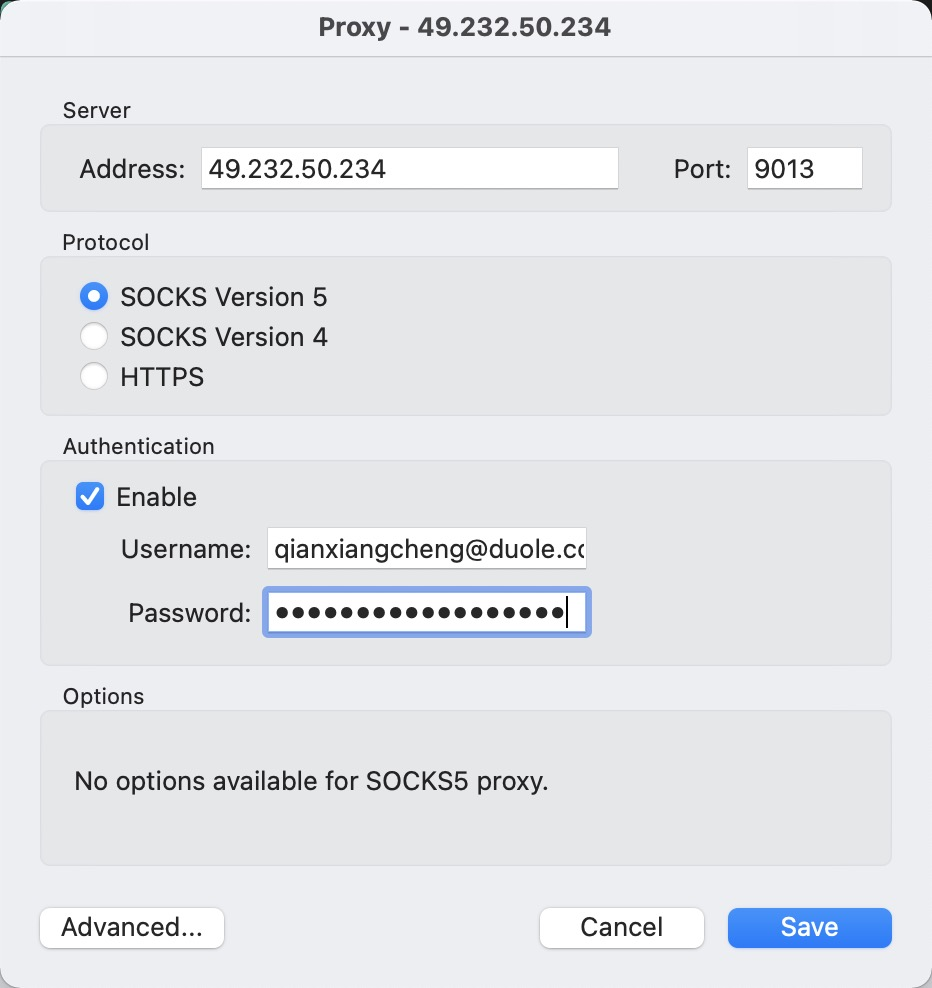 Proxy - 49.232.50.234
Server
Address: 49.232.50.234 Port: 9013
Protocol
SOCKS Version 5
SOCKS Version 4
HTTPS
Authentication
Enable
Username: qianxiangcheng@duole.co
Password: ••••••••••••••••••
Options
No options available for SOCKS5 proxy.
Advanced... Cancel Save